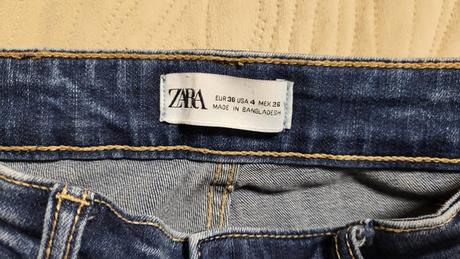 ZARA
EUR 36 USA 4 MEX 26
MADE IN BANGLADESH